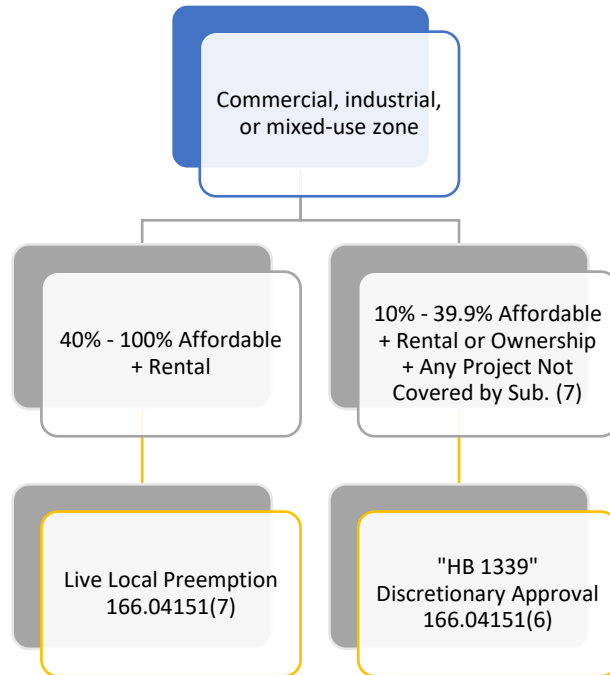 Commercial, industrial,
or mixed-use zone
40% - 100% Affordable
+ Rental
10% - 39.9% Affordable
+ Rental or Ownership
+ Any Project Not
Covered by Sub. (7)
Live Local Preemption
166.04151(7)
"HB 1339"
Discretionary Approval
166.04151(6)